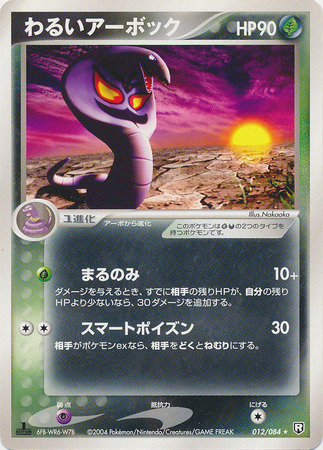 わるいアーボック HP90
Illus.Nakaoka
1進化 アーボから進化
このポケモンはの2つのタイプを
持つポケモンです。
まるのみ 10+
ダメージを与えるとき、すでに相手の残りHPが、自分の残り
HPより少ないなら、30ダメージを追加する。
スマートポイズン 30
相手がポケモンexなら、相手をどくとねむりにする。
弱点 抵抗力 にげる
6FB-WR6-W7B ©2004 Pokémon/Nintendo/Creatures/GAME FREAK 012/084 ★
R